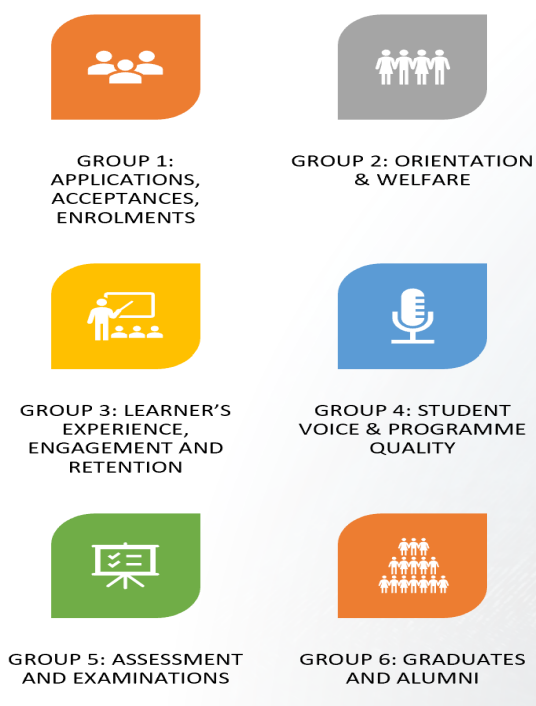 GROUP 1:
APPLICATIONS,
ACCEPTANCES,
ENROLMENTS
GROUP 2: ORIENTATION
& WELFARE
GROUP 3: LEARNER’S
EXPERIENCE,
ENGAGEMENT AND
RETENTION
GROUP 4: STUDENT
VOICE & PROGRAMME
QUALITY
GROUP 5: ASSESSMENT
AND EXAMINATIONS
GROUP 6: GRADUATES
AND ALUMNI